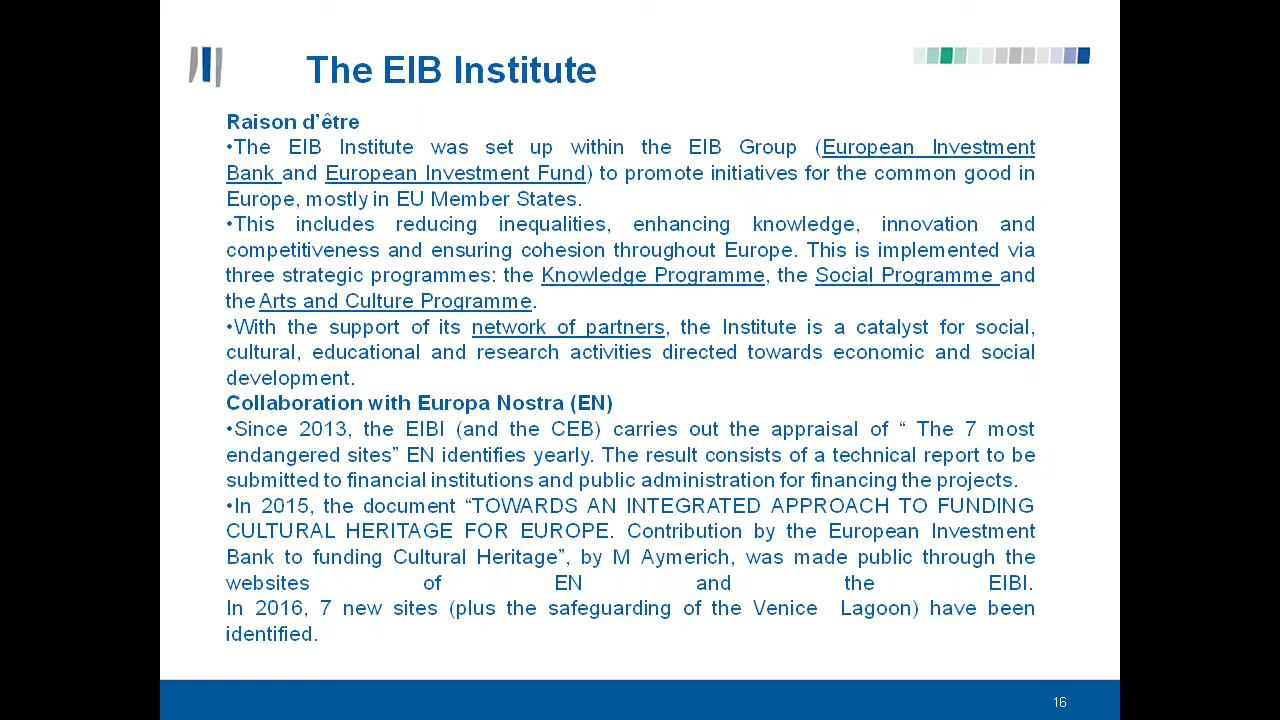 The EIB Institute
Raison d’être
•The EIB Institute was set up within the EIB Group (European Investment
Bank and European Investment Fund) to promote initiatives for the common good in
Europe, mostly in EU Member States.
•This includes reducing inequalities, enhancing knowledge, innovation and
competitiveness and ensuring cohesion throughout Europe. This is implemented via
three strategic programmes: the Knowledge Programme, the Social Programme and
the Arts and Culture Programme.
•With the support of its network of partners, the Institute is a catalyst for social,
cultural, educational and research activities directed towards economic and social
development.
Collaboration with Europa Nostra (EN)
•Since 2013, the EIBI (and the CEB) carries out the appraisal of “ The 7 most
endangered sites” EN identifies yearly. The result consists of a technical report to be
submitted to financial institutions and public administration for financing the projects.
•In 2015, the document “TOWARDS AN INTEGRATED APPROACH TO FUNDING
CULTURAL HERITAGE FOR EUROPE. Contribution by the European Investment
Bank to funding Cultural Heritage”, by M Aymerich, was made public through the
websites of EN and the EIBI.
In 2016, 7 new sites (plus the safeguarding of the Venice Lagoon) have been
identified.
16